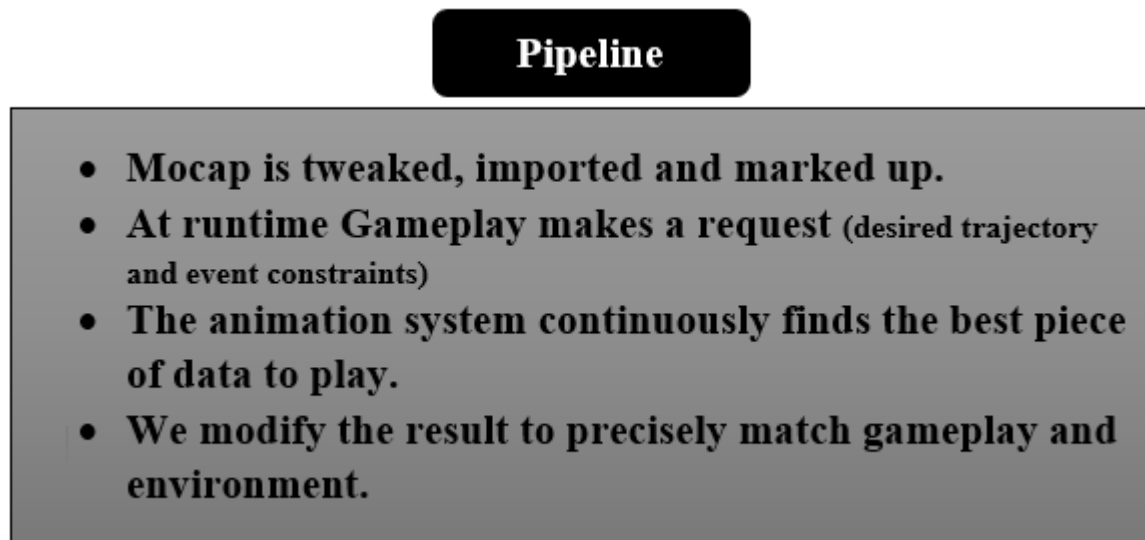 Pipeline
• Mocap is tweaked, imported and marked up.
• At runtime Gameplay makes a request (desired trajectory
and event constraints)
• The animation system continuously finds the best piece
of data to play.
• We modify the result to precisely match gameplay and
environment.